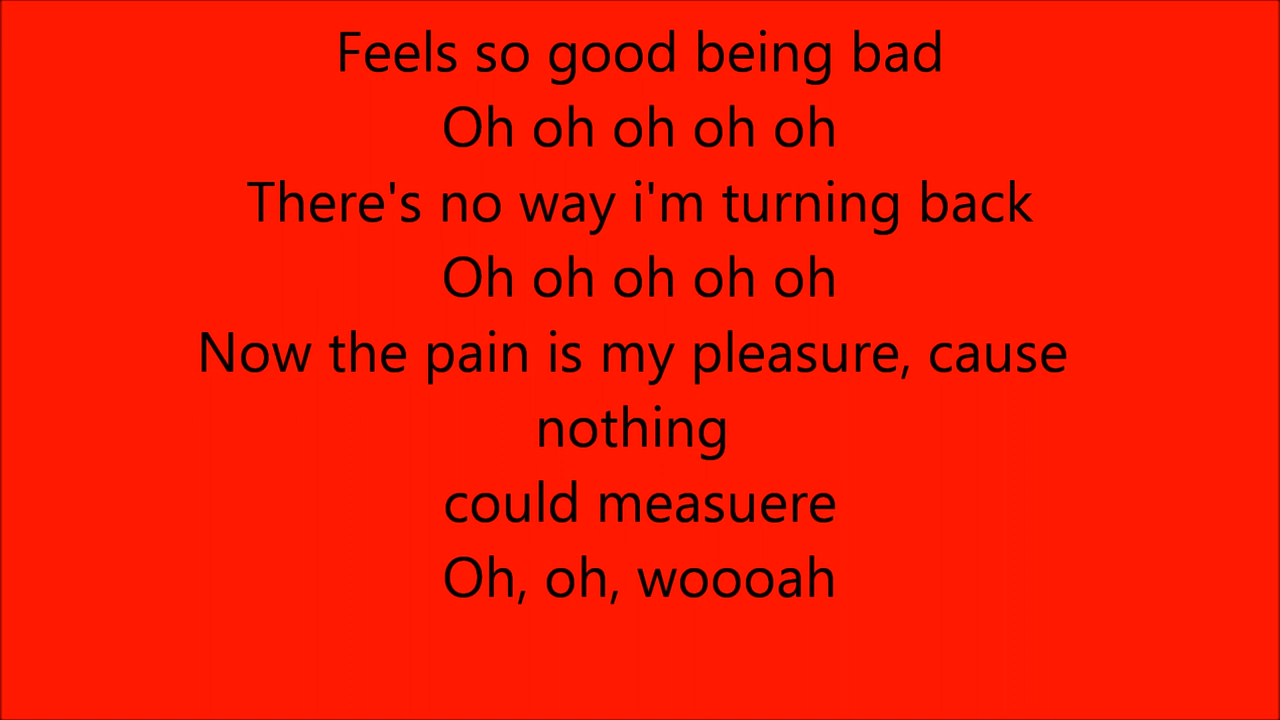 Feels so good being bad
Oh oh oh oh oh
There's no way i'm turning back
Oh oh oh oh oh
Now the pain is my pleasure, cause
nothing
could measuere
Oh, oh, woooah